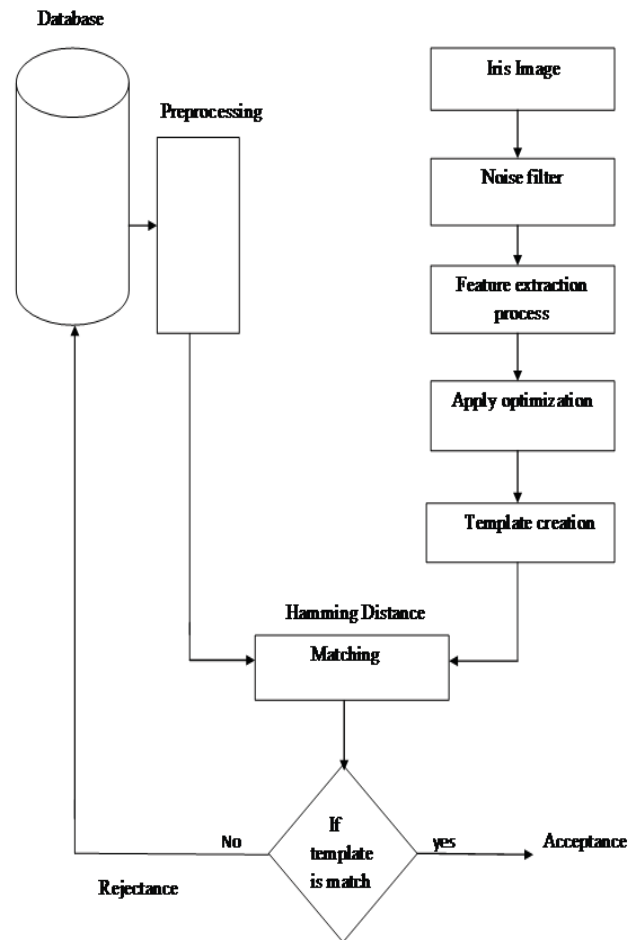 Database
Iris Image
Preprocessing
Noise filter
Feature extraction
process
Apply optimization
Template creation
Hamming Distance
Matching
If
template
is match
No
yes
Acceptance
Rejectance